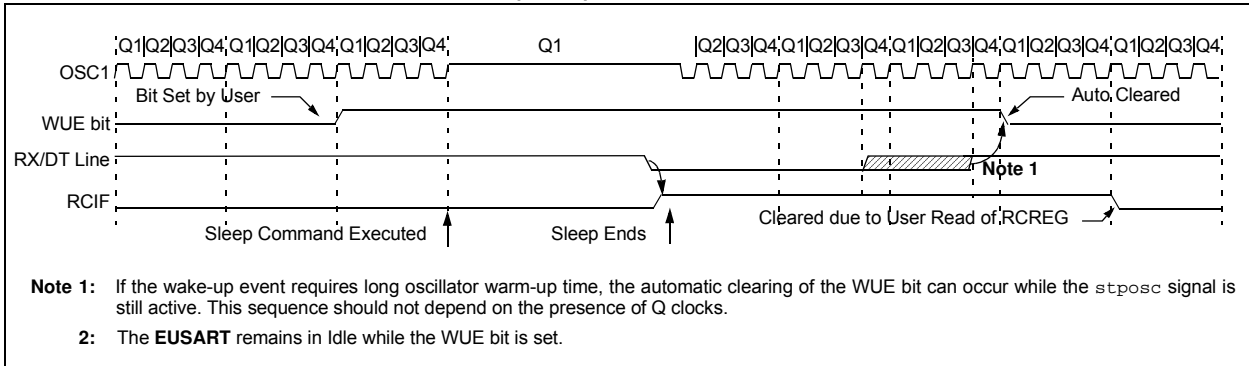 Q1|Q2|Q3|Q4|Q1|Q2|Q3|Q4|Q1|Q2|Q3|Q4 Q1 |Q2|Q3|Q4|Q1|Q2|Q3|Q4|Q1|Q2|Q3|Q4|Q1|Q2|Q3|Q4|Q1|Q2|Q3|Q4
OSC1
Bit Set by User
Auto Cleared
WUE bit
RX/DT Line
Note 1
RCIF
Cleared due to User Read of RCREG
Sleep Command Executed
Sleep Ends
Note 1: If the wake-up event requires long oscillator warm-up time, the automatic clearing of the WUE bit can occur while the stposc signal is
still active. This sequence should not depend on the presence of Q clocks.
2: The EUSART remains in Idle while the WUE bit is set.